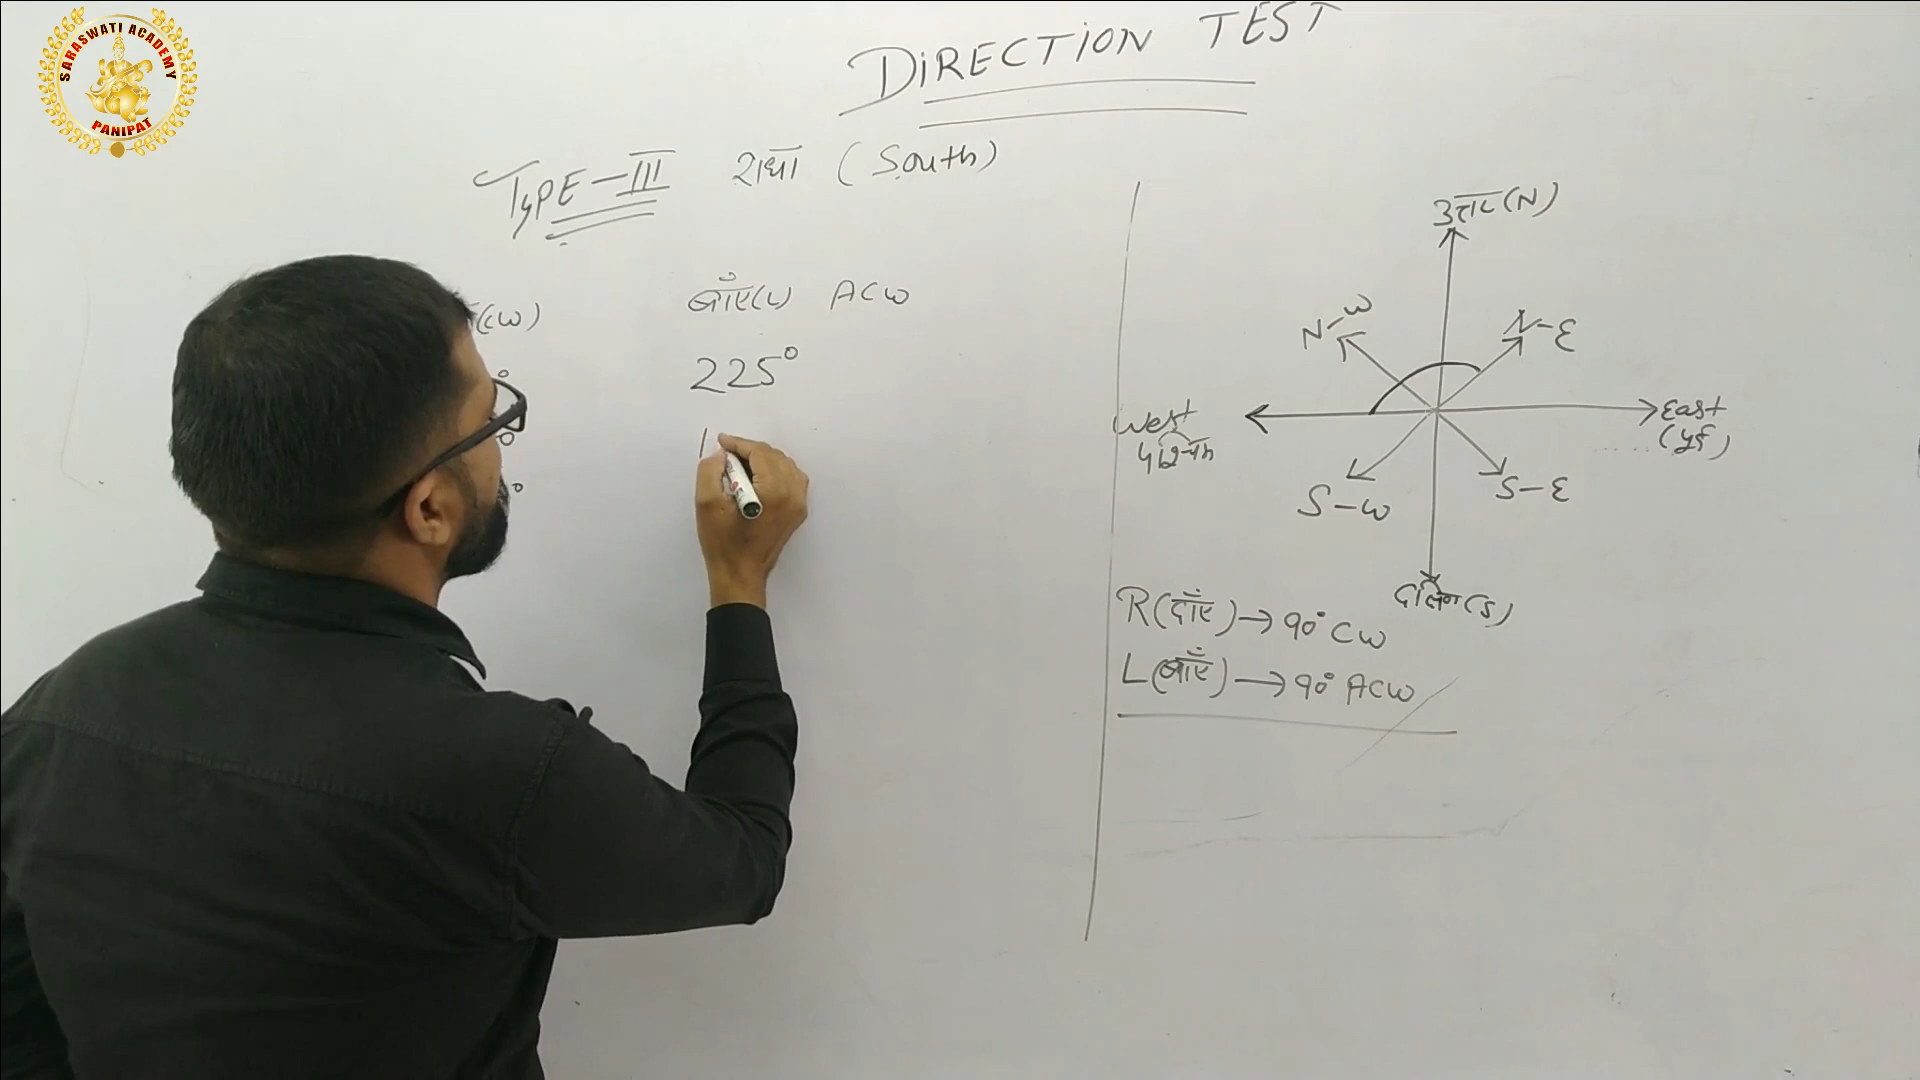 SARASWATI ACADEMY
PANIPAT
DiRECTiON TEST
TyPE-III राधा (South)
(CW)
बाँए(L) ACW
225°
उत्तर (N)
N-W
N-E
West
पश्चिम
East
(पूर्व)
S-W
S-E
दक्षिण (S)
R(दाँए) → 90° CW
L(बाँए) → 90° ACW